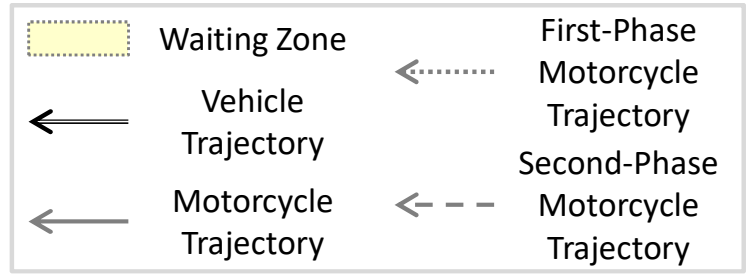 Waiting Zone
Vehicle
Trajectory
Motorcycle
Trajectory
First-Phase
Motorcycle
Trajectory
Second-Phase
Motorcycle
Trajectory